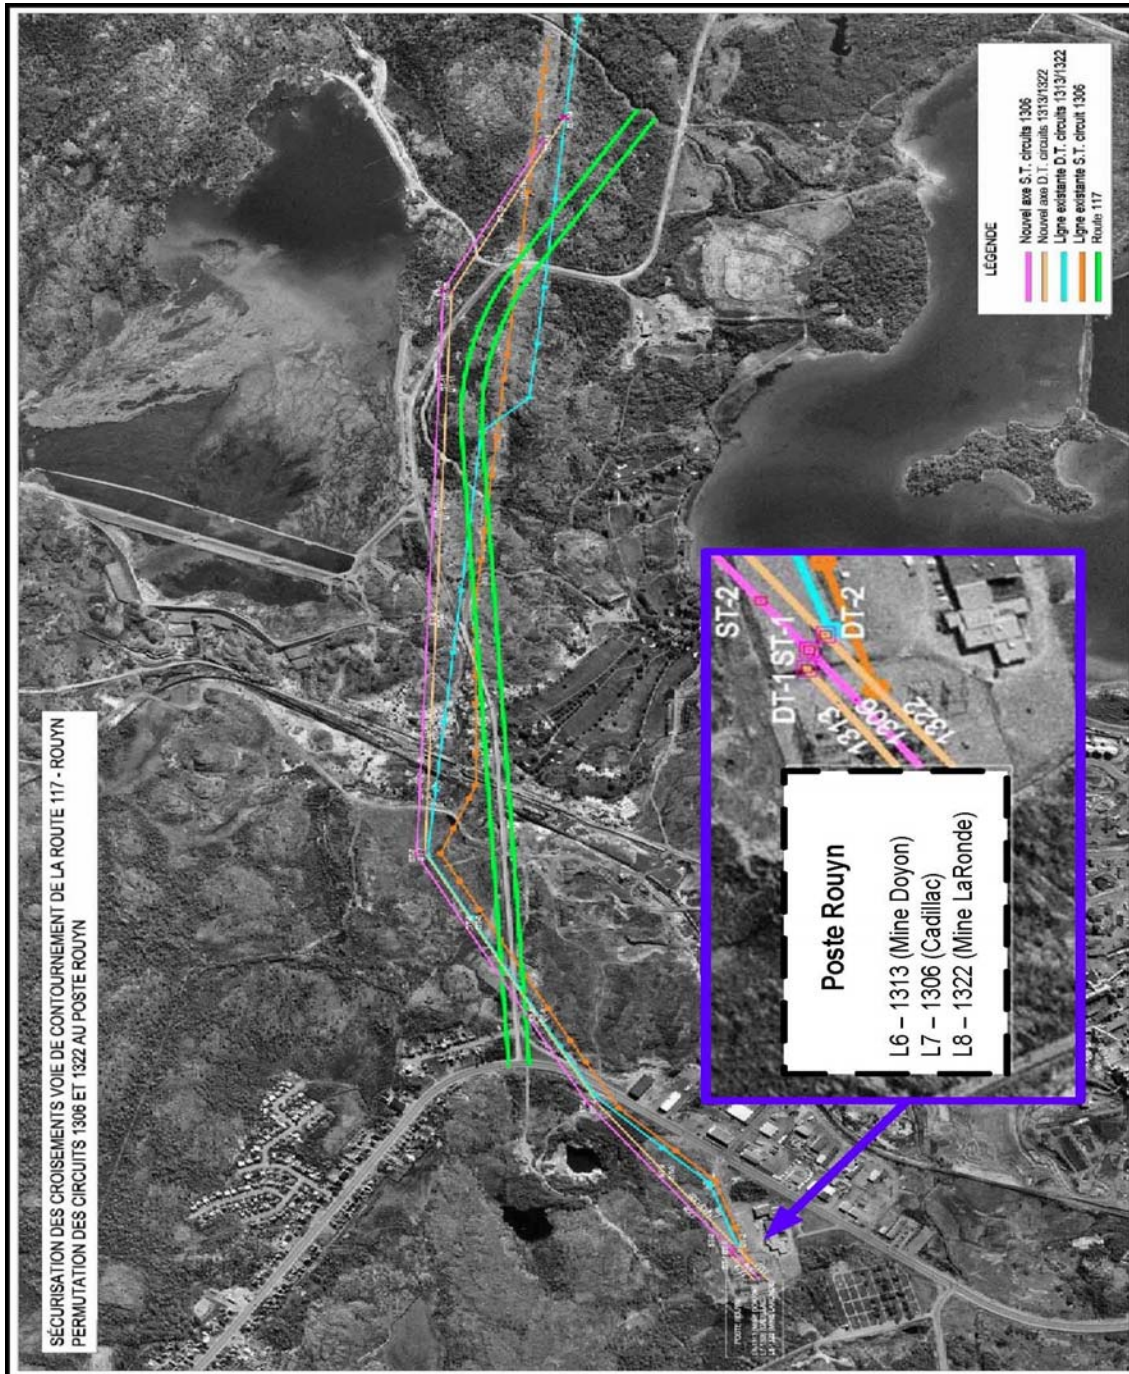 SÉCURISATION DES CROISEMENTS VOIE DE CONTOURNEMENT DE LA ROUTE 117 - ROUYN
PERMUTATION DES CIRCUITS 1306 ET 1322 AU POSTE ROUYN
LÉGENDE
Nouvel axe S.T. circuits 1306
Nouvel axe D.T. circuits 1313/1322
Ligne existante D.T. circuits 1313/1322
Ligne existante S.T. circuit 1306
Route 117
ST-2
DT-1 ST-1
DT-2
1313
1306
1322
Poste Rouyn
L6 – 1313 (Mine Doyon)
L7 – 1306 (Cadillac)
L8 – 1322 (Mine LaRonde)